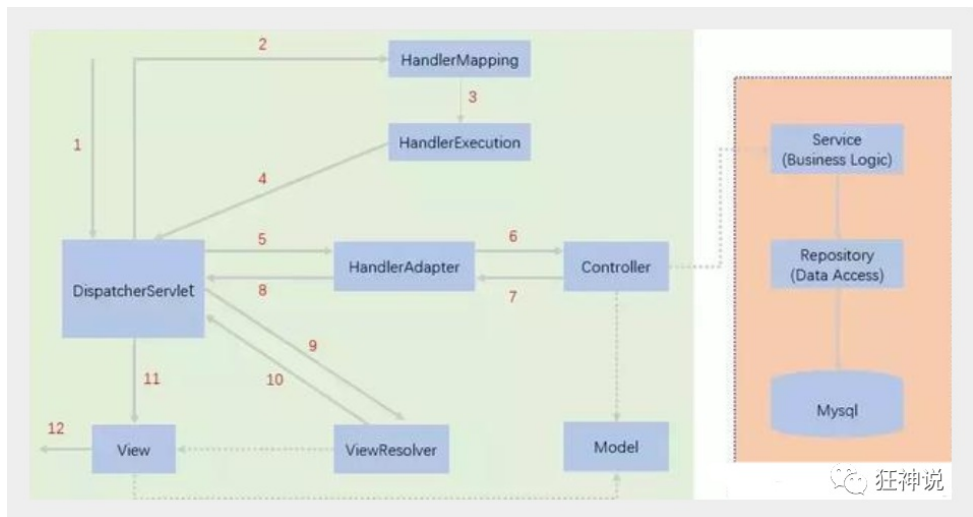 2
HandlerMapping
3
1
HandlerExecution
Service
(Business Logic)
4
5
6
HandlerAdapter
Controller
Repository
(Data Access)
DispatcherServlet
8
7
9
10
11
Mysql
12
View
ViewResolver
Model
狂神说